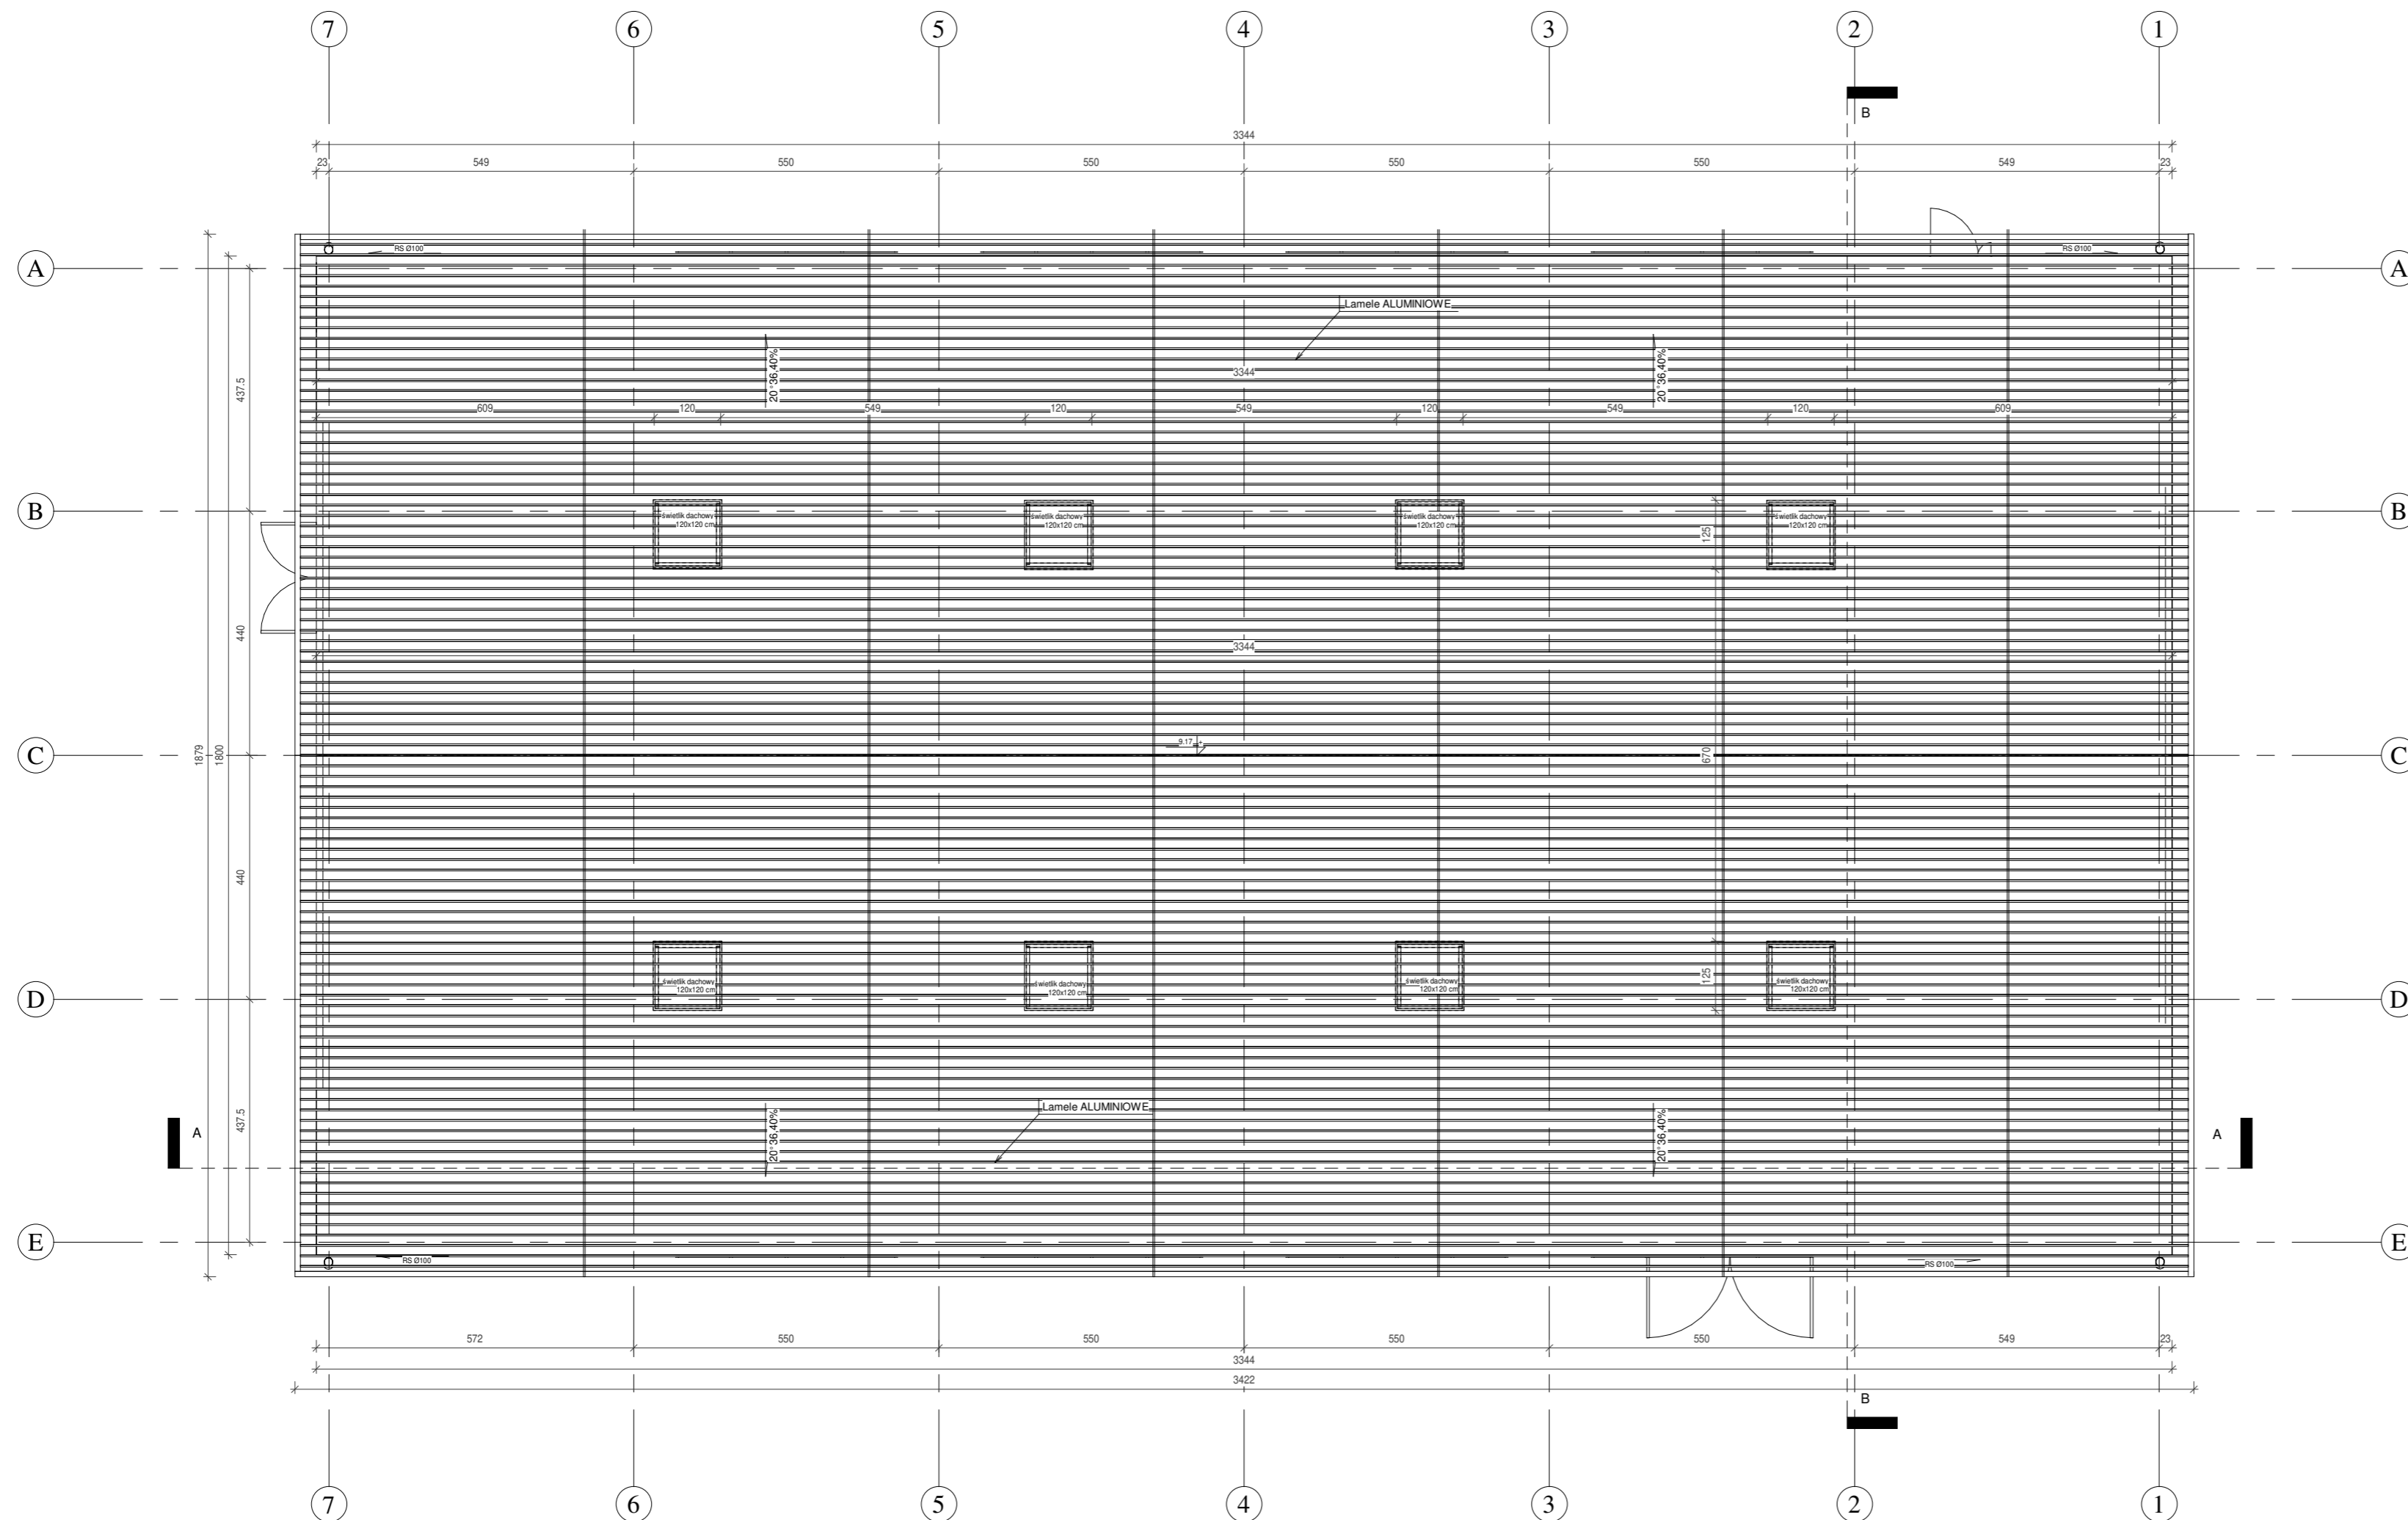 7 6 5 4 3 2 1
B
3344
23 549 550 550 550 550 549 23
RS Ø100 RS Ø100
A A
Lamele ALUMINIOWE
20° 36,40% 20° 36,40%
3344
437.5
609 120 549 120 549 120 549 120 609
B B
świetlik dachowy
120x120 cm
świetlik dachowy
120x120 cm
świetlik dachowy
120x120 cm
świetlik dachowy
120x120 cm
125
440
3344
9.17
C C
1879
1800
670
440
125
świetlik dachowy
120x120 cm
świetlik dachowy
120x120 cm
świetlik dachowy
120x120 cm
świetlik dachowy
120x120 cm
D D
Lamele ALUMINIOWE
437.5
20° 36,40% 20° 36,40%
A A
E E
RS Ø100 RS Ø100
572 550 550 550 550 549 23
3344
3422
B
7 6 5 4 3 2 1